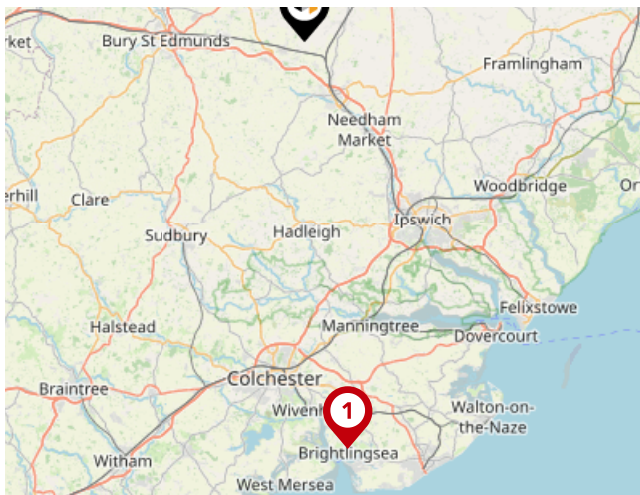 rket
Bury St Edmunds
Framlingham
Needham
Market
erhill
Clare
Woodbridge
Or
Ipswich
Sudbury
Hadleigh
Felixstowe
Halstead
Manningtree
Dovercourt
Colchester
Braintree
Wivenh
1
Walton-on-
the-Naze
Brightlingsea
Witham
West Mersea